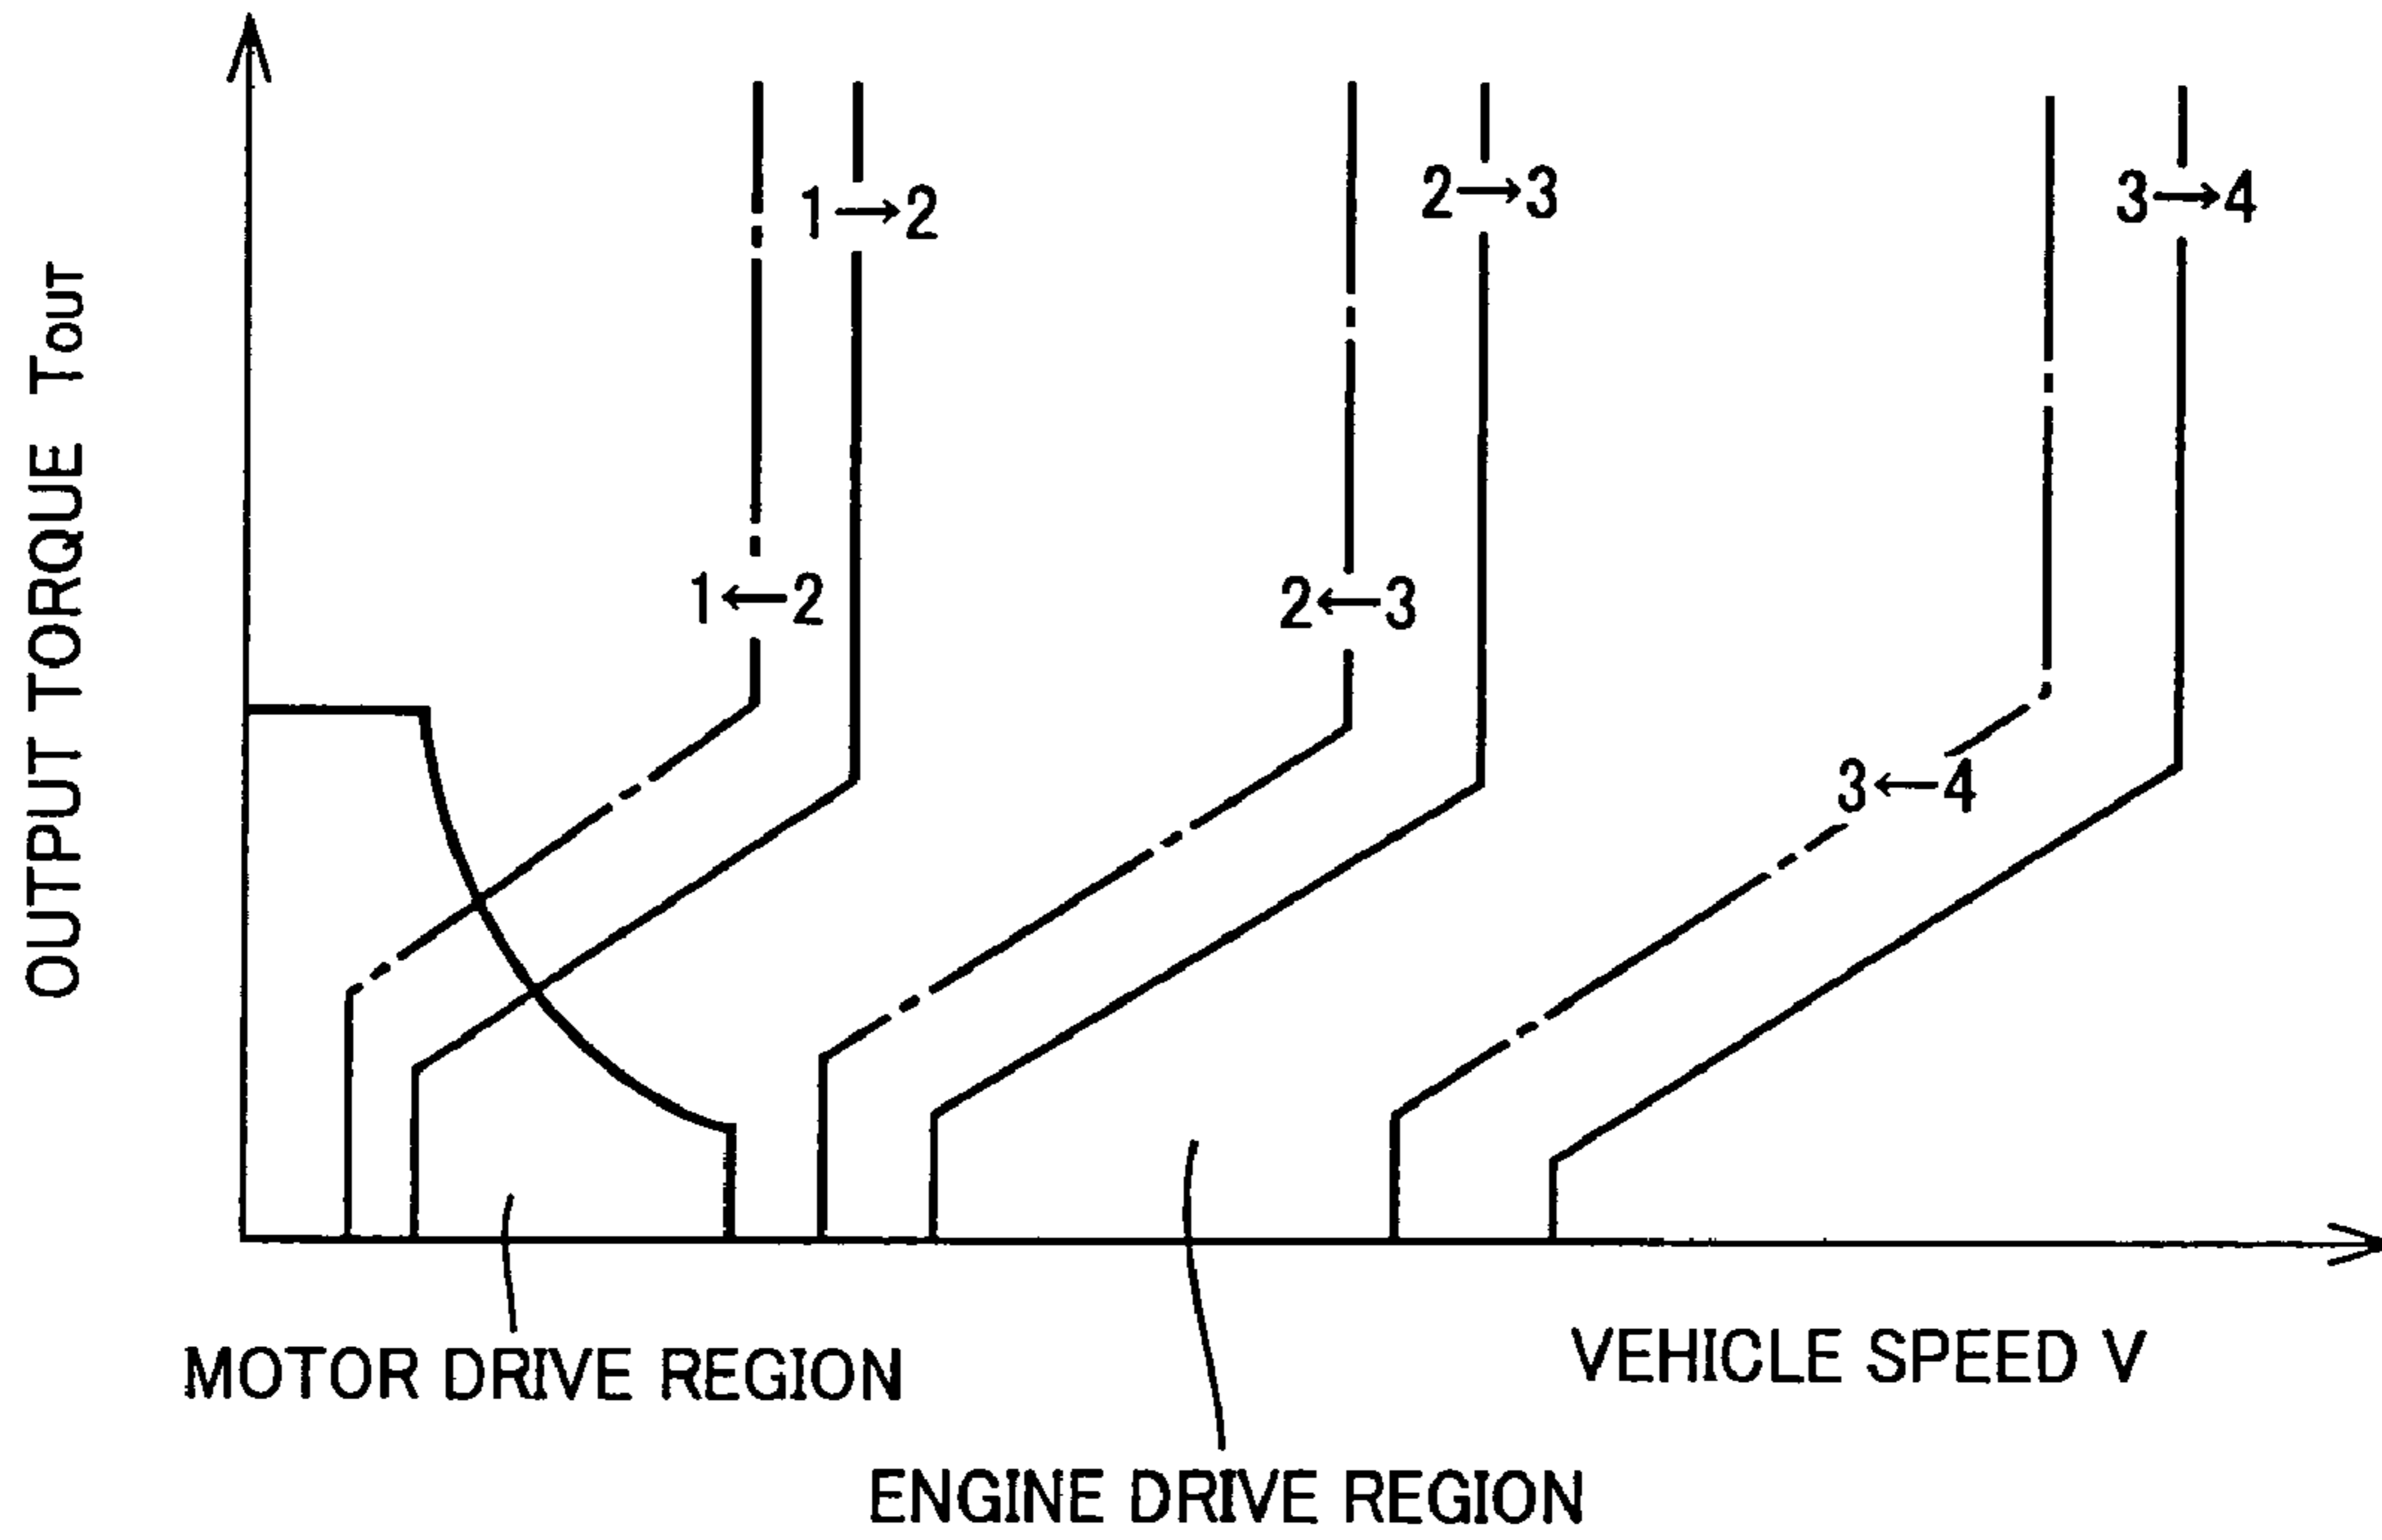 OUTPUT TORQUE TOUT
1→2
2→3
3→4
1←2
2←3
3←4
MOTOR DRIVE REGION
VEHICLE SPEED V
ENGINE DRIVE REGION